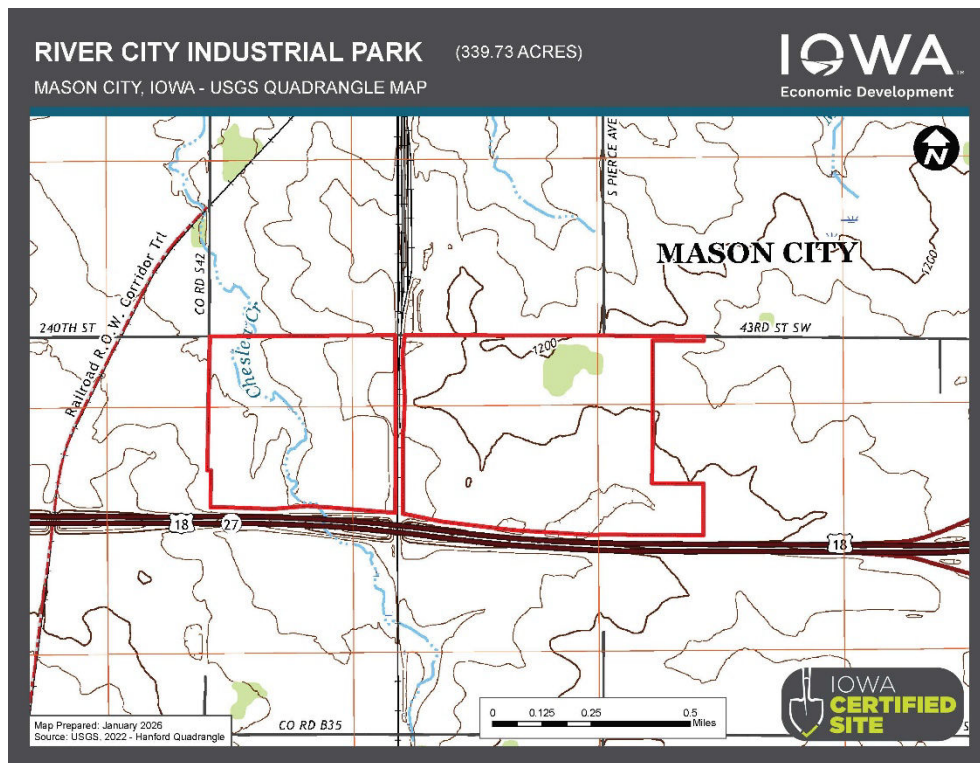 RIVER CITY INDUSTRIAL PARK (339.73 ACRES)
MASON CITY, IOWA - USGS QUADRANGLE MAP
IOWA™
Economic Development
N
S PIERCE AVE
MASON CITY
1200
CO RD S42
Railroad R.O.W. Corridor Trl
240TH ST
43RD ST SW
Cheslea Cr
1200
18
27
18
CO RD B35
0 0.125 0.25 0.5
Miles
Map Prepared: January 2026
Source: USGS, 2022 - Hanford Quadrangle
IOWA
CERTIFIED
SITE